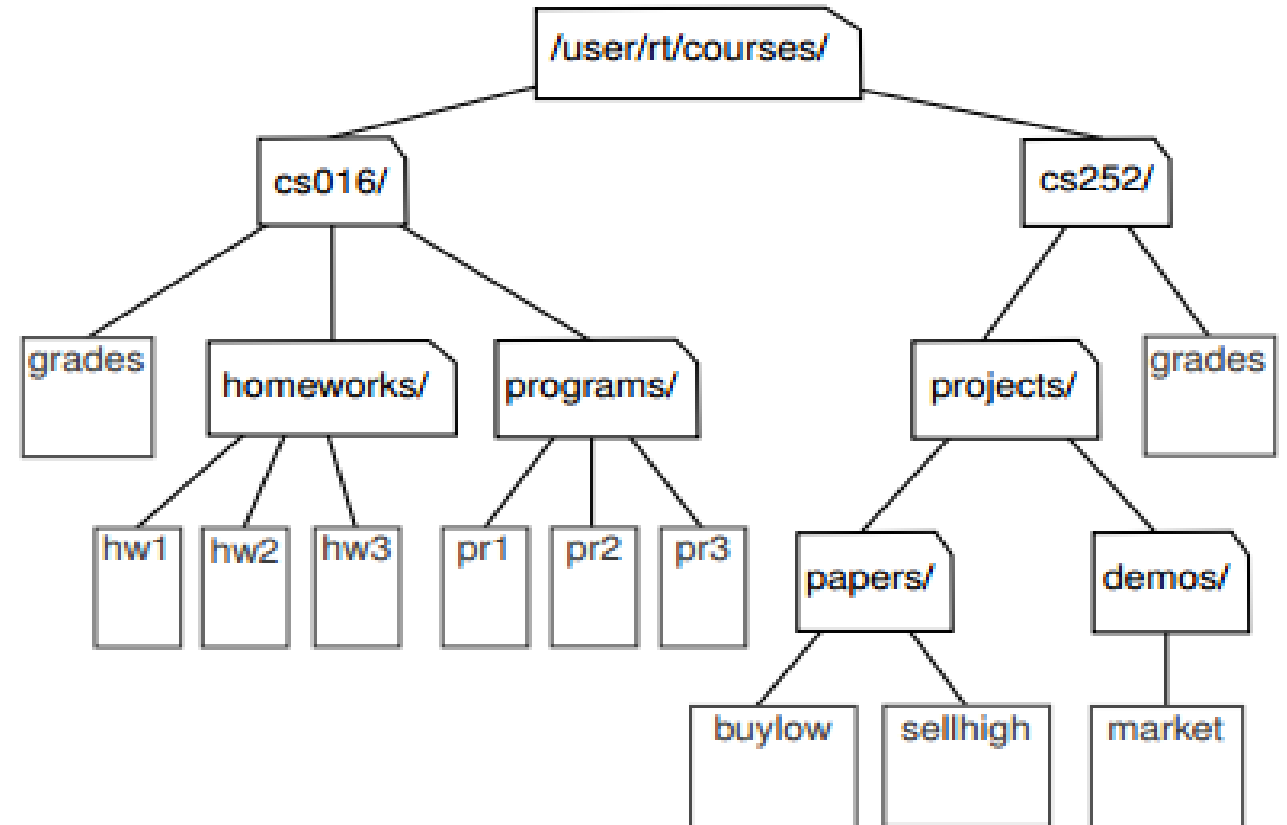 /user/rt/courses/
cs016/
cs252/
grades
homeworks/
programs/
projects/
grades
hw1
hw2
hw3
pr1
pr2
pr3
papers/
demos/
buylow
sellhigh
market